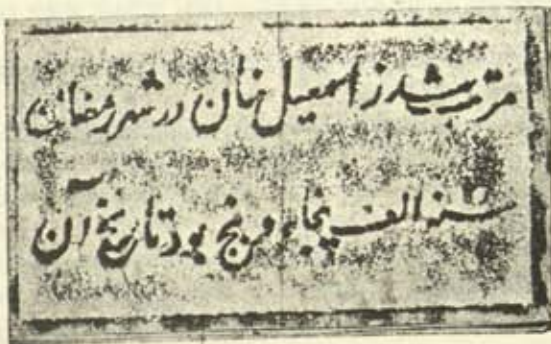 مرتب شد ز اسمعیل خان در شهر رمضان
سنه الف پنجاه و پنج بود تاریخ آن